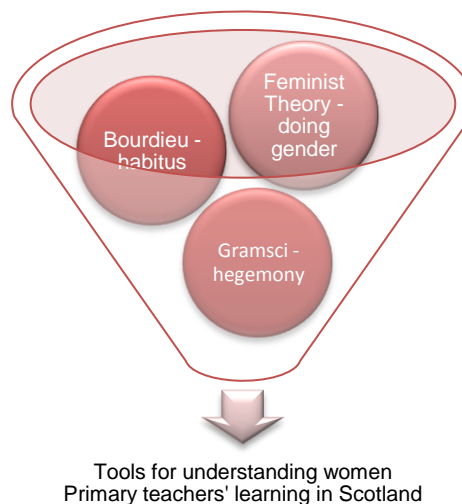 Feminist
Theory -
doing
gender
Bourdieu -
habitus
Gramsci -
hegemony
Tools for understanding women
Primary teachers' learning in Scotland